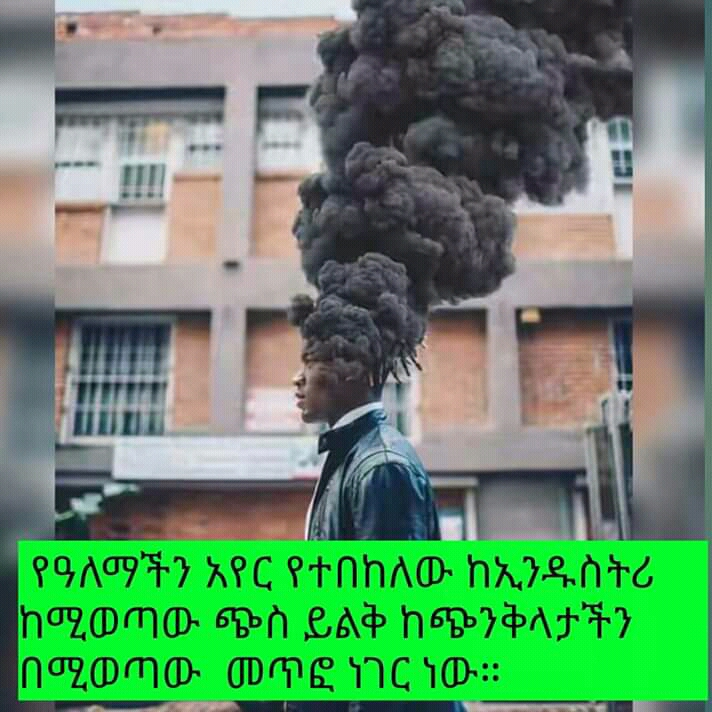 የዓለማችን አየር የተበከለው ከኢንዱስትሪ
ከሚወጣው ጭስ ይልቅ ከጭንቅላታችን
በሚወጣው መጥፎ ነገር ነው።